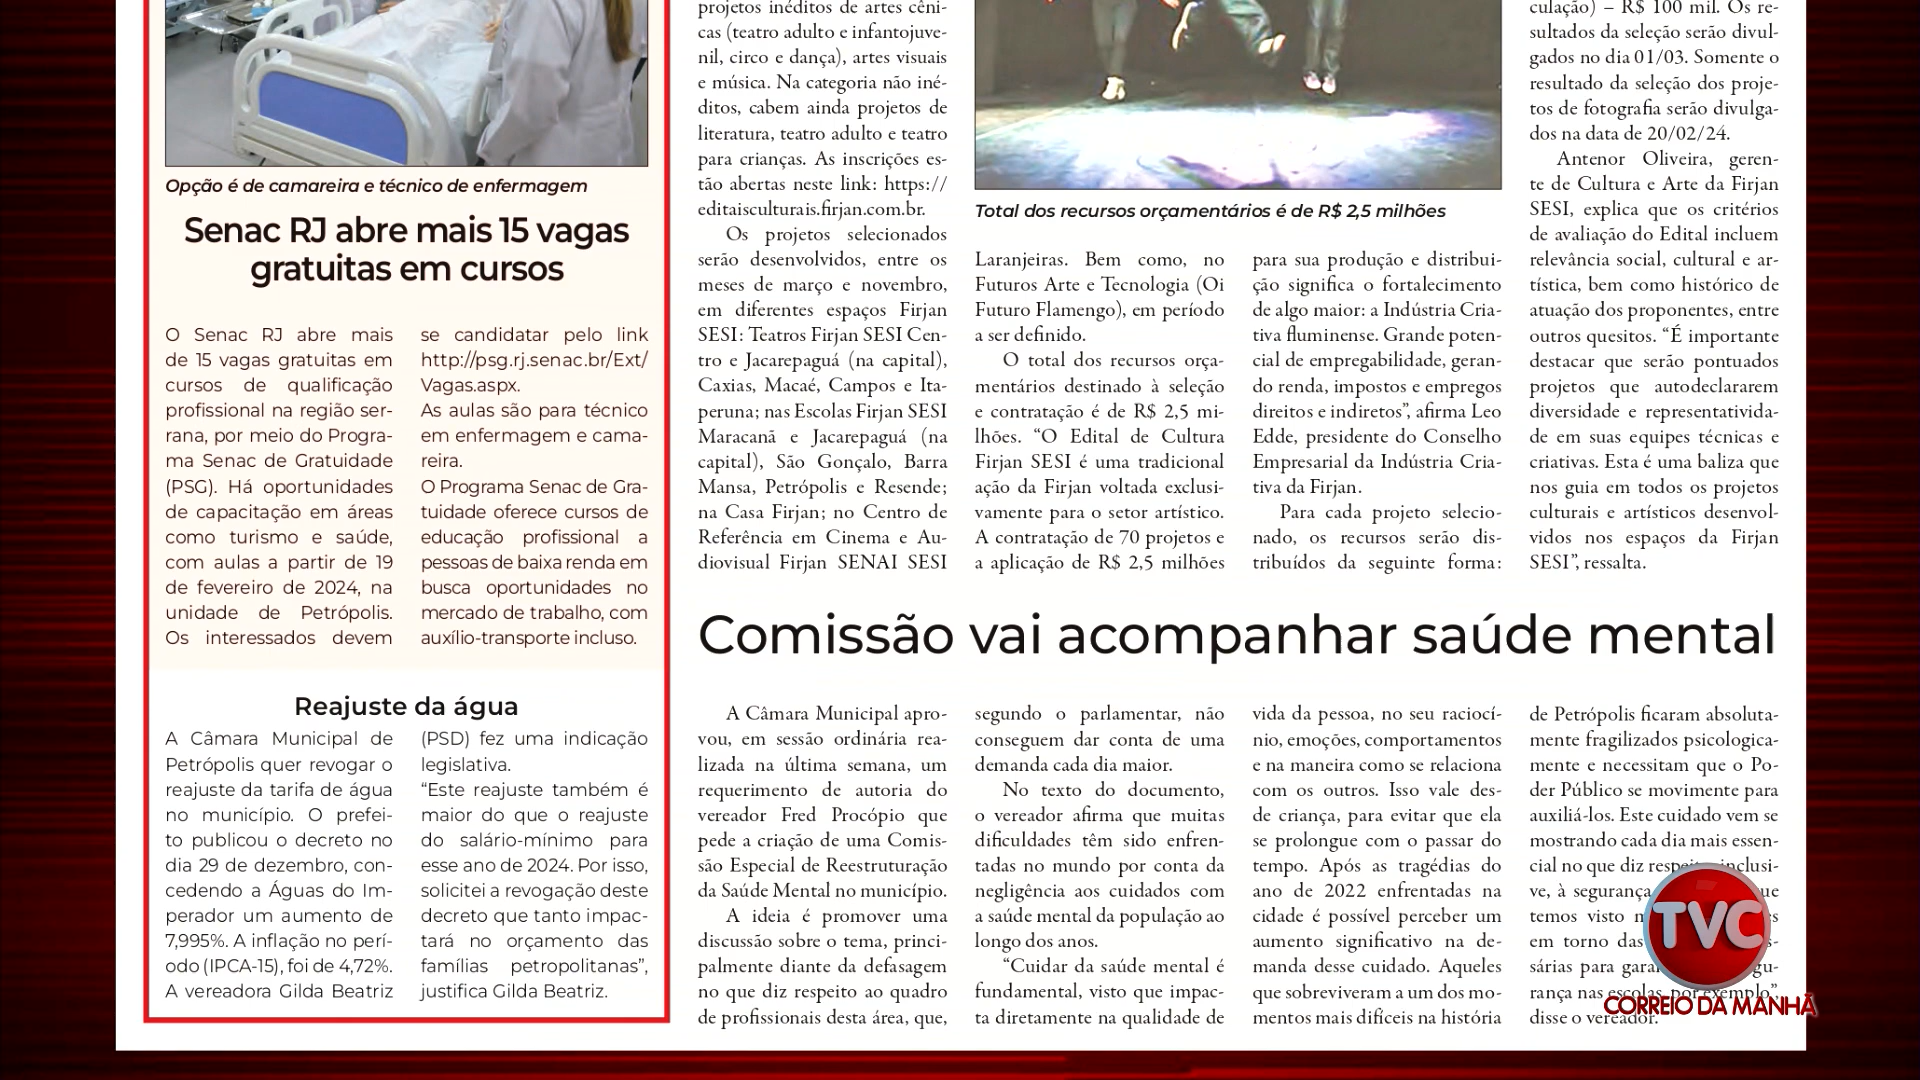 Opção é de camareira e técnico de enfermagem
Senac RJ abre mais 15 vagas
gratuitas em cursos
O Senac RJ abre mais
de 15 vagas gratuitas em
cursos de qualificação
profissional na região ser-
rana, por meio do Progra-
ma Senac de Gratuidade
(PSG). Há oportunidades
de capacitação em áreas
como turismo e saúde,
com aulas a partir de 19
de fevereiro de 2024, na
unidade de Petrópolis.
Os interessados devem
se candidatar pelo link
http://psg.rj.senac.br/Ext/
Vagas.aspx.
As aulas são para técnico
em enfermagem e cama-
reira.
O Programa Senac de Gra-
tuidade oferece cursos de
educação profissional a
pessoas de baixa renda em
busca oportunidades no
mercado de trabalho, com
auxílio-transporte incluso.
Reajuste da água
A Câmara Municipal de
Petrópolis quer revogar o
reajuste da tarifa de água
no município. O prefei-
to publicou o decreto no
dia 29 de dezembro, con-
cedendo a Águas do Im-
perador um aumento de
7,995%. A inflação no perí-
odo (IPCA-15), foi de 4,72%.
A vereadora Gilda Beatriz
(PSD) fez uma indicação
legislativa.
“Este reajuste também é
maior do que o reajuste
do salário-mínimo para
esse ano de 2024. Por isso,
solicitei a revogação deste
decreto que tanto impac-
tará no orçamento das
famílias petropolitanas”,
justifica Gilda Beatriz.
projetos inéditos de artes cêni-
cas (teatro adulto e infantojuve-
nil, circo e dança), artes visuais
e música. Na categoria não iné-
ditos, cabem ainda projetos de
literatura, teatro adulto e teatro
para crianças. As inscrições es-
tão abertas neste link: https://
editaisculturais.firjan.com.br.
Os projetos selecionados
serão desenvolvidos, entre os
meses de março e novembro,
em diferentes espaços Firjan
SESI: Teatros Firjan SESI Cen-
tro e Jacarepaguá (na capital),
Caxias, Macaé, Campos e Ita-
peruna; nas Escolas Firjan SESI
Maracanã e Jacarepaguá (na
capital), São Gonçalo, Barra
Mansa, Petrópolis e Resende;
na Casa Firjan; no Centro de
Referência em Cinema e Au-
diovisual Firjan SENAI SESI
Total dos recursos orçamentários é de R$ 2,5 milhões
Laranjeiras. Bem como, no
Futuros Arte e Tecnologia (Oi
Futuro Flamengo), em período
a ser definido.
O total dos recursos orça-
mentários destinado à seleção
e contratação é de R$ 2,5 mi-
lhões. “O Edital de Cultura
Firjan SESI é uma tradicional
ação da Firjan voltada exclusi-
vamente para o setor artístico.
A contratação de 70 projetos e
a aplicação de R$ 2,5 milhões
para sua produção e distribui-
ção significa o fortalecimento
de algo maior: a Indústria Cria-
tiva fluminense. Grande poten-
cial de empregabilidade, geran-
do renda, impostos e empregos
direitos e indiretos”, afirma Leo
Edde, presidente do Conselho
Empresarial da Indústria Cria-
tiva da Firjan.
Para cada projeto selecio-
nado, os recursos serão dis-
tribuídos da seguinte forma:
culação) – R$ 100 mil. Os re-
sultados da seleção serão divul-
gados no dia 01/03. Somente o
resultado da seleção dos proje-
tos de fotografia serão divulga-
dos na data de 20/02/24.
Antenor Oliveira, geren-
te de Cultura e Arte da Firjan
SESI, explica que os critérios
de avaliação do Edital incluem
relevância social, cultural e ar-
tística, bem como histórico de
atuação dos proponentes, entre
outros quesitos. “É importante
destacar que serão pontuados
projetos que autodeclararem
diversidade e representativida-
de em suas equipes técnicas e
criativas. Esta é uma baliza que
nos guia em todos os projetos
culturais e artísticos desenvol-
vidos nos espaços da Firjan
SESI”, ressalta.
Comissão vai acompanhar saúde mental
A Câmara Municipal apro-
vou, em sessão ordinária rea-
lizada na última semana, um
requerimento de autoria do
vereador Fred Procópio que
pede a criação de uma Comis-
são Especial de Reestruturação
da Saúde Mental no município.
A ideia é promover uma
discussão sobre o tema, princi-
palmente diante da defasagem
no que diz respeito ao quadro
de profissionais desta área, que,
segundo o parlamentar, não
conseguem dar conta de uma
demanda cada dia maior.
No texto do documento,
o vereador afirma que muitas
dificuldades têm sido enfren-
tadas no mundo por conta da
negligência aos cuidados com
a saúde mental da população ao
longo dos anos.
“Cuidar da saúde mental é
fundamental, visto que impac-
ta diretamente na qualidade de
vida da pessoa, no seu raciocí-
nio, emoções, comportamentos
e na maneira como se relaciona
com os outros. Isso vale des-
de criança, para evitar que ela
se prolongue com o passar do
tempo. Após as tragédias do
ano de 2022 enfrentadas na
cidade é possível perceber um
aumento significativo na de-
manda desse cuidado. Aqueles
que sobreviveram a um dos mo-
mentos mais difíceis na história
de Petrópolis ficaram absoluta-
mente fragilizados psicologica-
mente e necessitam que o Po-
der Público se movimente para
auxiliá-los. Este cuidado vem se
mostrando cada dia mais essen-
cial no que diz respeito, inclusi-
ve, à segurança
temos visto
em torno das
sárias para
rança nas escolas, por exemplo”,
disse o vereador.
TVC
CORREIO DA MANHÃ